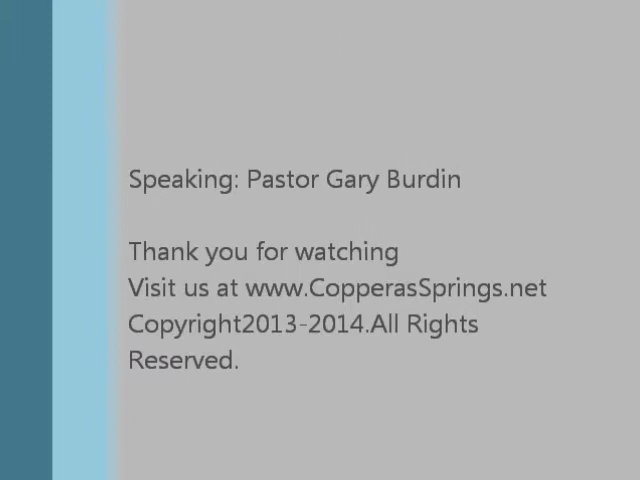 Speaking: Pastor Gary Burdin
Thank you for watching
Visit us at www.CopperasSprings.net
Copyright2013-2014.All Rights
Reserved.